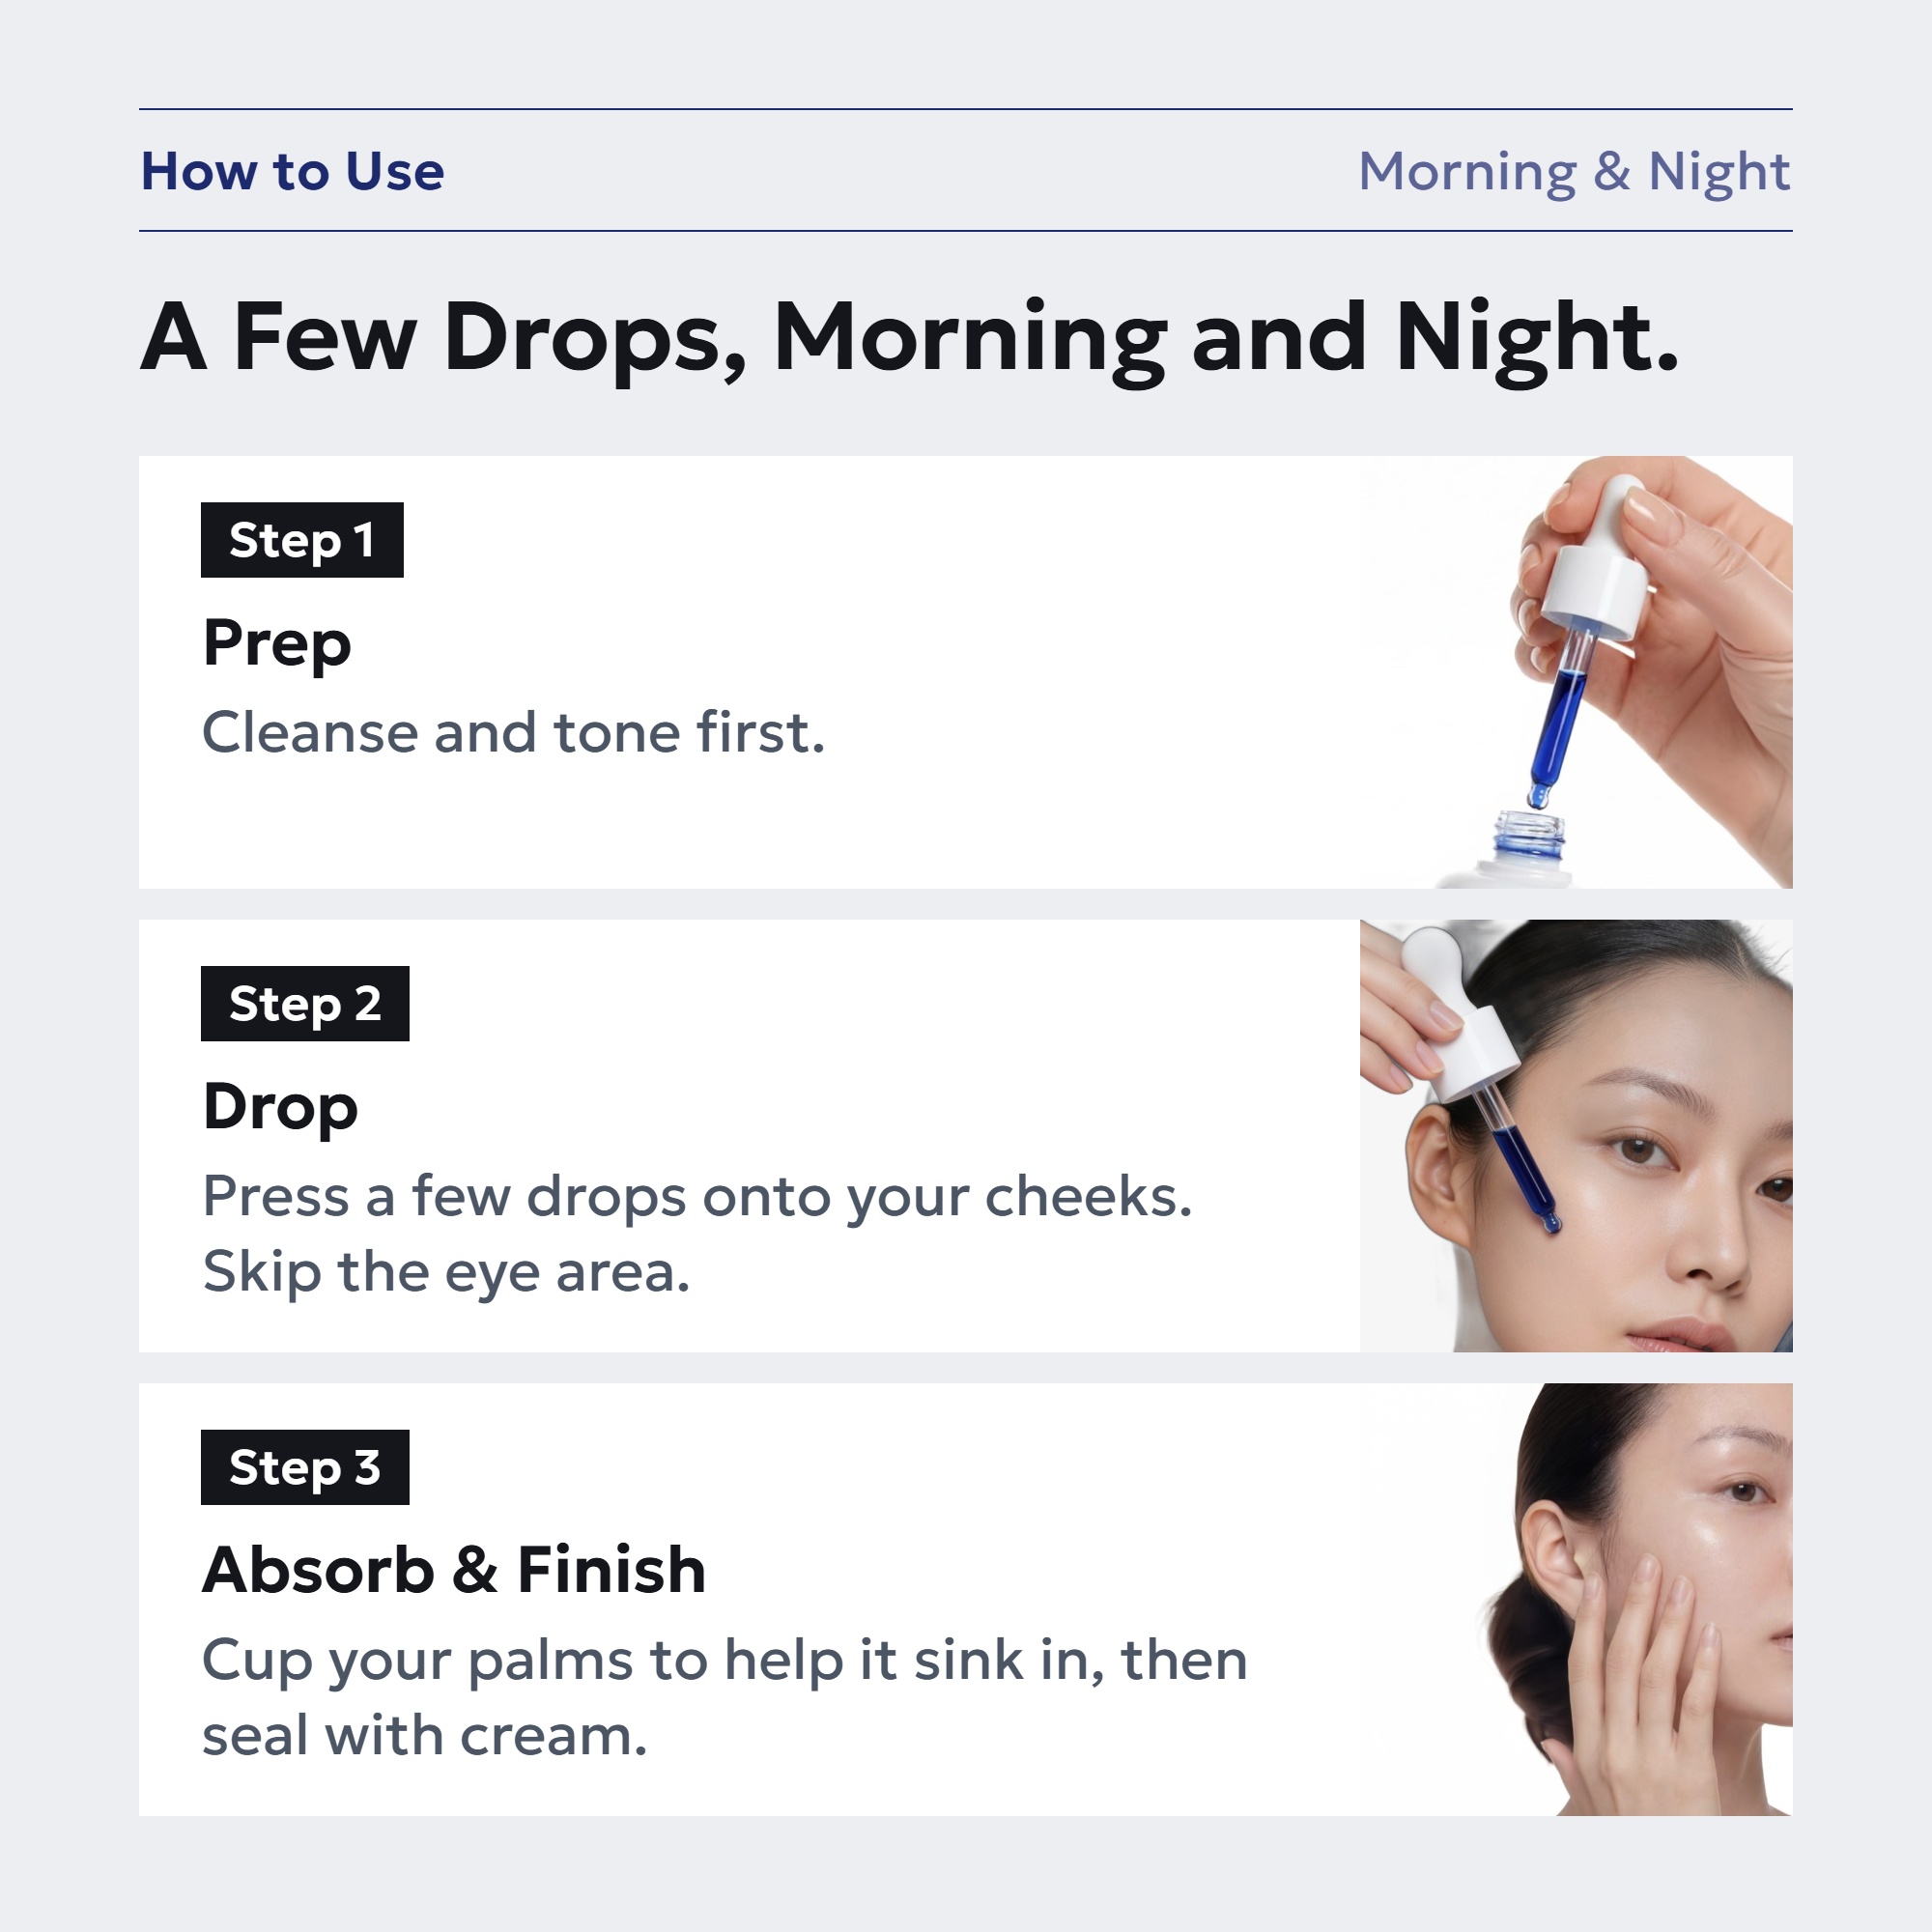 How to Use
Morning & Night
A Few Drops, Morning and Night.
Step 1
Prep
Cleanse and tone first.
Step 2
Drop
Press a few drops onto your cheeks.
Skip the eye area.
Step 3
Absorb & Finish
Cup your palms to help it sink in, then
seal with cream.